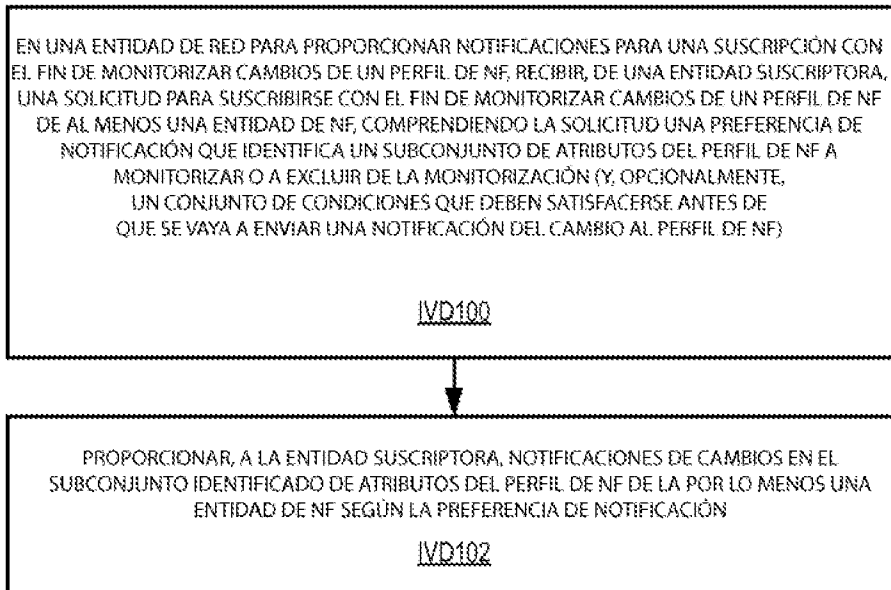 EN UNA ENTIDAD DE RED PARA PROPORCIONAR NOTIFICACIONES PARA UNA SUSCRIPCIÓN CON
EL FIN DE MONITORIZAR CAMBIOS DE UN PERFIL DE NF, RECIBIR, DE UNA ENTIDAD SUSCRIPTORA,
UNA SOLICITUD PARA SUSCRIBIRSE CON EL FIN DE MONITORIZAR CAMBIOS DE UN PERFIL DE NF
DE AL MENOS UNA ENTIDAD DE NF, COMPRENDIENDO LA SOLICITUD UNA PREFERENCIA DE
NOTIFICACIÓN QUE IDENTIFICA UN SUBCONJUNTO DE ATRIBUTOS DEL PERFIL DE NF A
MONITORIZAR O A EXCLUIR DE LA MONITORIZACIÓN (Y, OPCIONALMENTE,
UN CONJUNTO DE CONDICIONES QUE DEBEN SATISFACERSE ANTES DE
QUE SE VAYA A ENVIAR UNA NOTIFICACIÓN DEL CAMBIO AL PERFIL DE NF)
IVD100
PROPORCIONAR, A LA ENTIDAD SUSCRIPTORA, NOTIFICACIONES DE CAMBIOS EN EL
SUBCONJUNTO IDENTIFICADO DE ATRIBUTOS DEL PERFIL DE NF DE LA POR LO MENOS UNA
ENTIDAD DE NF SEGÚN LA PREFERENCIA DE NOTIFICACIÓN
IVD102